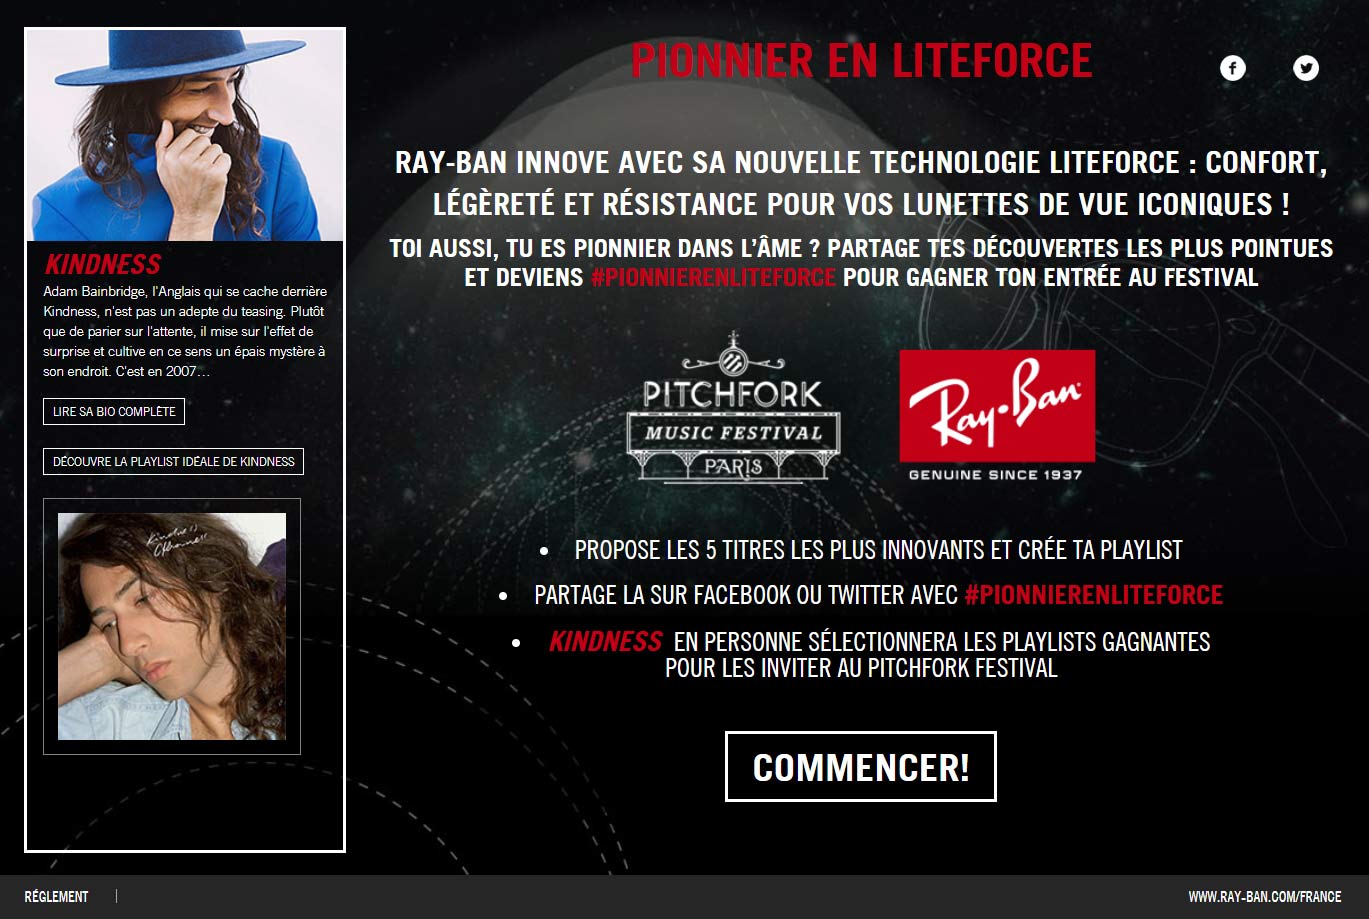 PIONNIER EN LITEFORCE
RAY-BAN INNOVE AVEC SA NOUVELLE TECHNOLOGIE LITEFORCE : CONFORT,
LÉGÈRETÉ ET RÉSISTANCE POUR VOS LUNETTES DE VUE ICONIQUES !
TOI AUSSI, TU ES PIONNIER DANS L'ÂME ? PARTAGE TES DÉCOUVERTES LES PLUS POINTUES
ET DEVIENS #PIONNIERENLITEFORCE POUR GAGNER TON ENTRÉE AU FESTIVAL
KINDNESS
Adam Bainbridge, l'Anglais qui se cache derrière
Kindness, n'est pas un adepte du teasing. Plutôt
que de parier sur l'attente, il mise sur l'effet de
surprise et cultive en ce sens un épais mystère à
son endroit. C'est en 2007…
LIRE SA BIO COMPLÈTE
DÉCOUVRE LA PLAYLIST IDÉALE DE KINDNESS
Kindness
Otherness
PITCHFORK
MUSIC FESTIVAL
PARIS
Ray-Ban
GENUINE SINCE 1937
• PROPOSE LES 5 TITRES LES PLUS INNOVANTS ET CRÉE TA PLAYLIST
• PARTAGE LA SUR FACEBOOK OU TWITTER AVEC #PIONNIERENLITEFORCE
• KINDNESS EN PERSONNE SÉLECTIONNERA LES PLAYLISTS GAGNANTES
POUR LES INVITER AU PITCHFORK FESTIVAL
COMMENCER!
RÉGLEMENT
WWW.RAY-BAN.COM/FRANCE